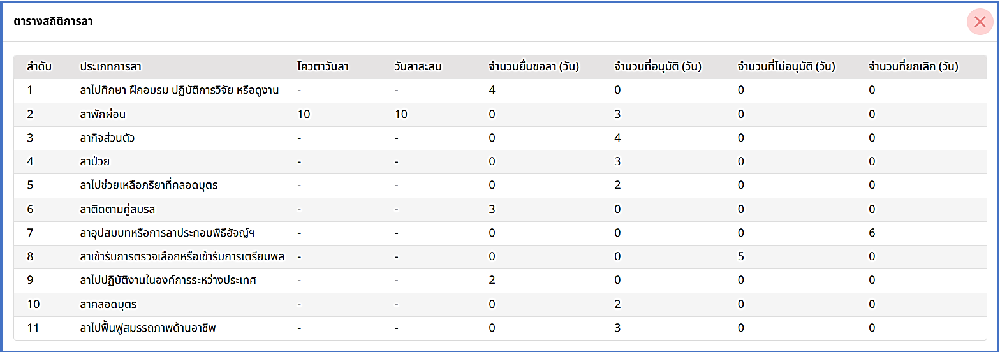 ตารางสถิติการลา
ลำดับ ประเภทการลา โควตาวันลา วันลาสะสม จำนวนยื่นขอลา (วัน) จำนวนที่อนุมัติ (วัน) จำนวนที่ไม่อนุมัติ (วัน) จำนวนที่ยกเลิก (วัน)
1 ลาไปศึกษา ฝึกอบรม ปฏิบัติการวิจัย หรือดูงาน - - 4 0 0 0
2 ลาพักผ่อน 10 10 0 3 0 0
3 ลากิจส่วนตัว - - 0 4 0 0
4 ลาป่วย - - 0 3 0 0
5 ลาไปช่วยเหลือภริยาที่คลอดบุตร - - 0 2 0 0
6 ลาติดตามคู่สมรส - - 3 0 0 0
7 ลาอุปสมบทหรือการลาประกอบพิธีฮัจญ์ฯ - - 0 0 0 6
8 ลาเข้ารับการตรวจเลือกหรือเข้ารับการเตรียมพล - - 0 0 5 0
9 ลาไปปฏิบัติงานในองค์การระหว่างประเทศ - - 2 0 0 0
10 ลาคลอดบุตร - - 0 2 0 0
11 ลาไปฟื้นฟูสมรรถภาพด้านอาชีพ - - 0 3 0 0